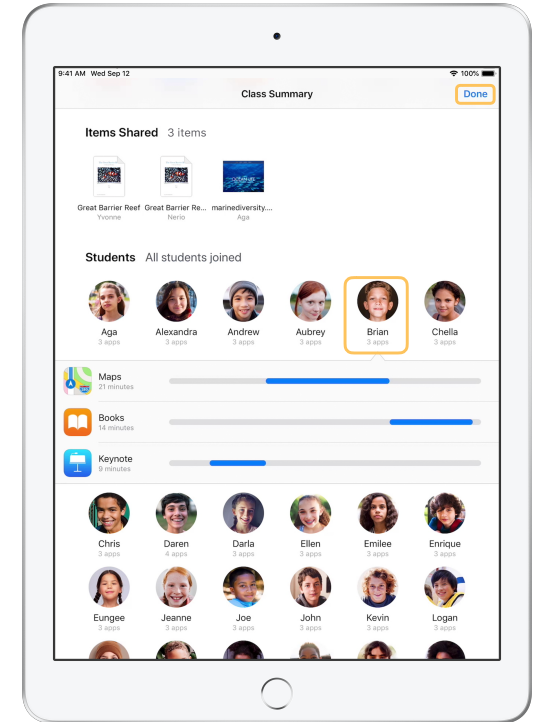 9:41 AM Wed Sep 12
100%
Class Summary
Done
Items Shared 3 items
Great Barrier Reef
Yvonne
Great Barrier Re...
Nerio
marinediversity....
Aga
Students All students joined
Aga
3 apps
Alexandra
3 apps
Andrew
3 apps
Aubrey
3 apps
Brian
3 apps
Chella
3 apps
Maps
21 minutes
Books
14 minutes
Keynote
9 minutes
Chris
3 apps
Daren
4 apps
Darla
3 apps
Ellen
3 apps
Emilee
3 apps
Enrique
3 apps
Eungee
3 apps
Jeanne
3 apps
Joe
3 apps
John
3 apps
Kevin
3 apps
Logan
3 apps